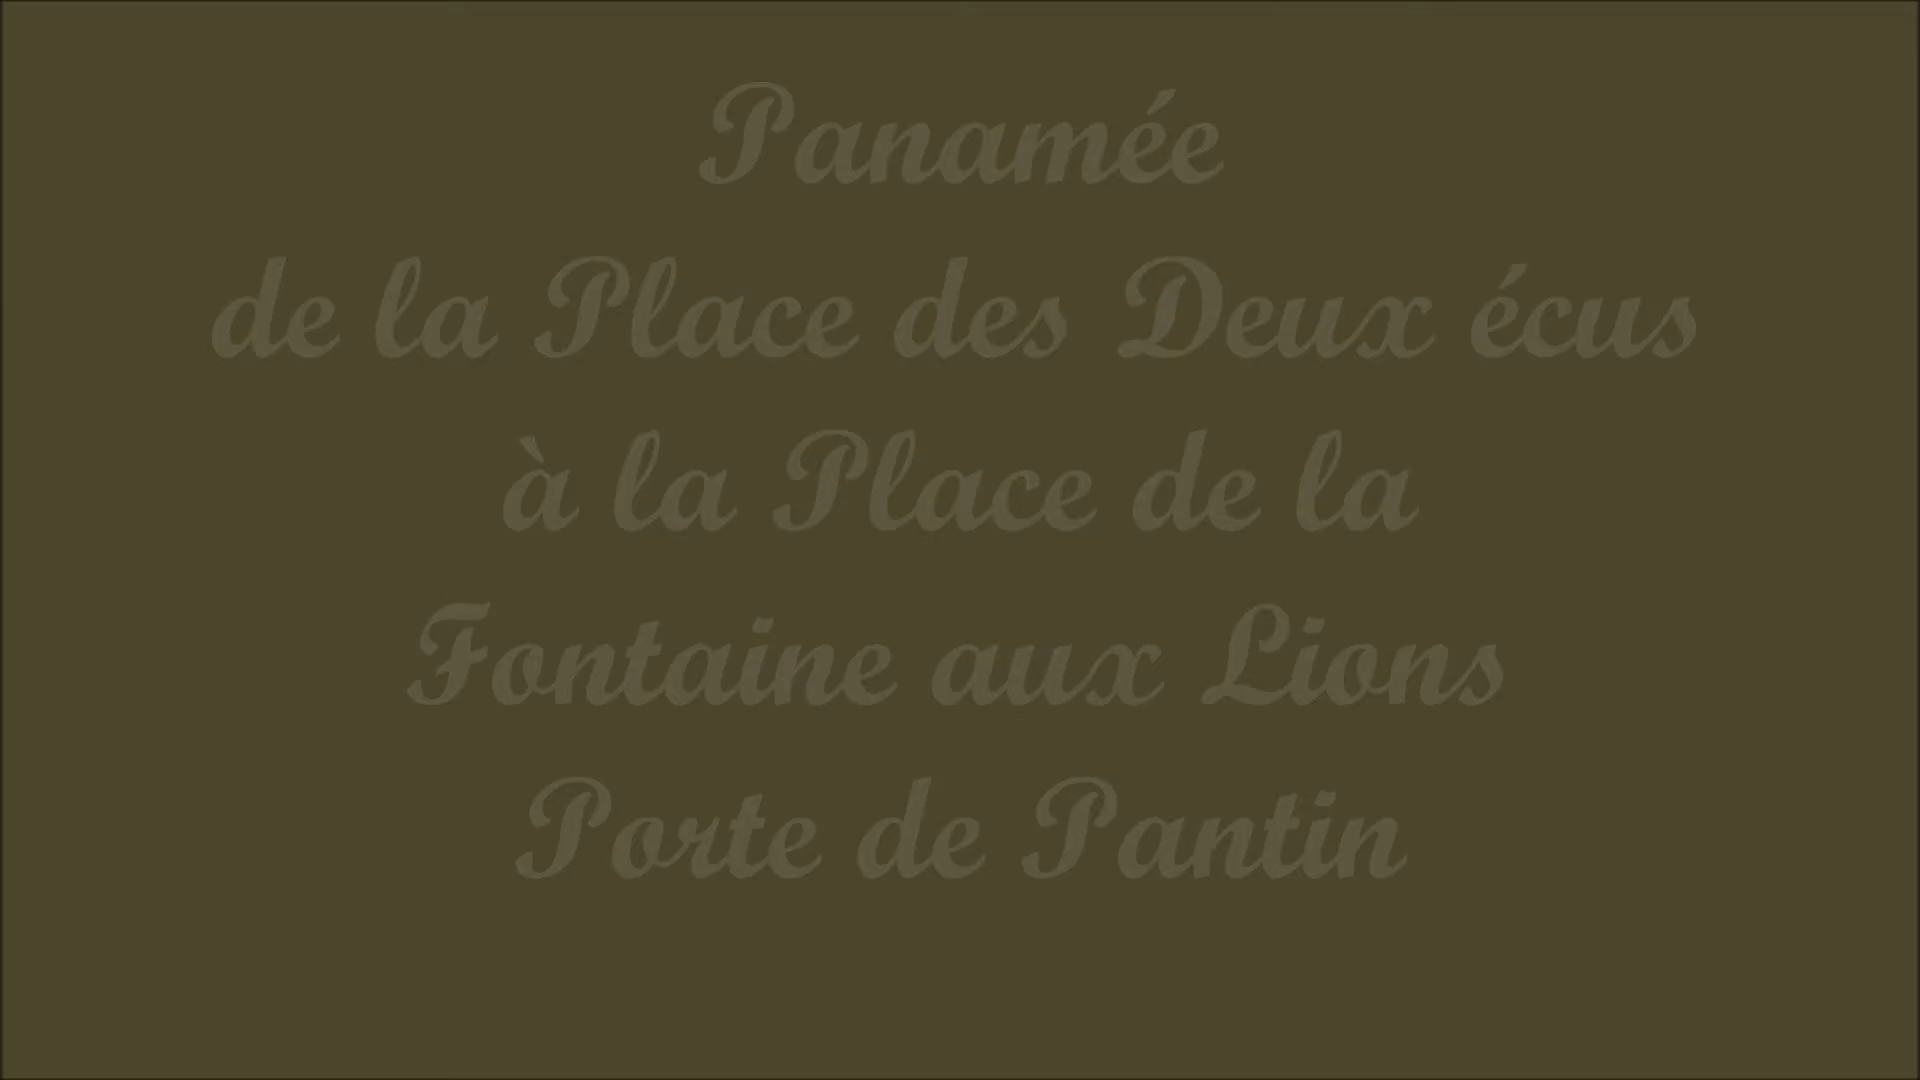 Panamée
de la Place des Deux écus
à la Place de la
Fontaine aux Lions
Porte de Pantin